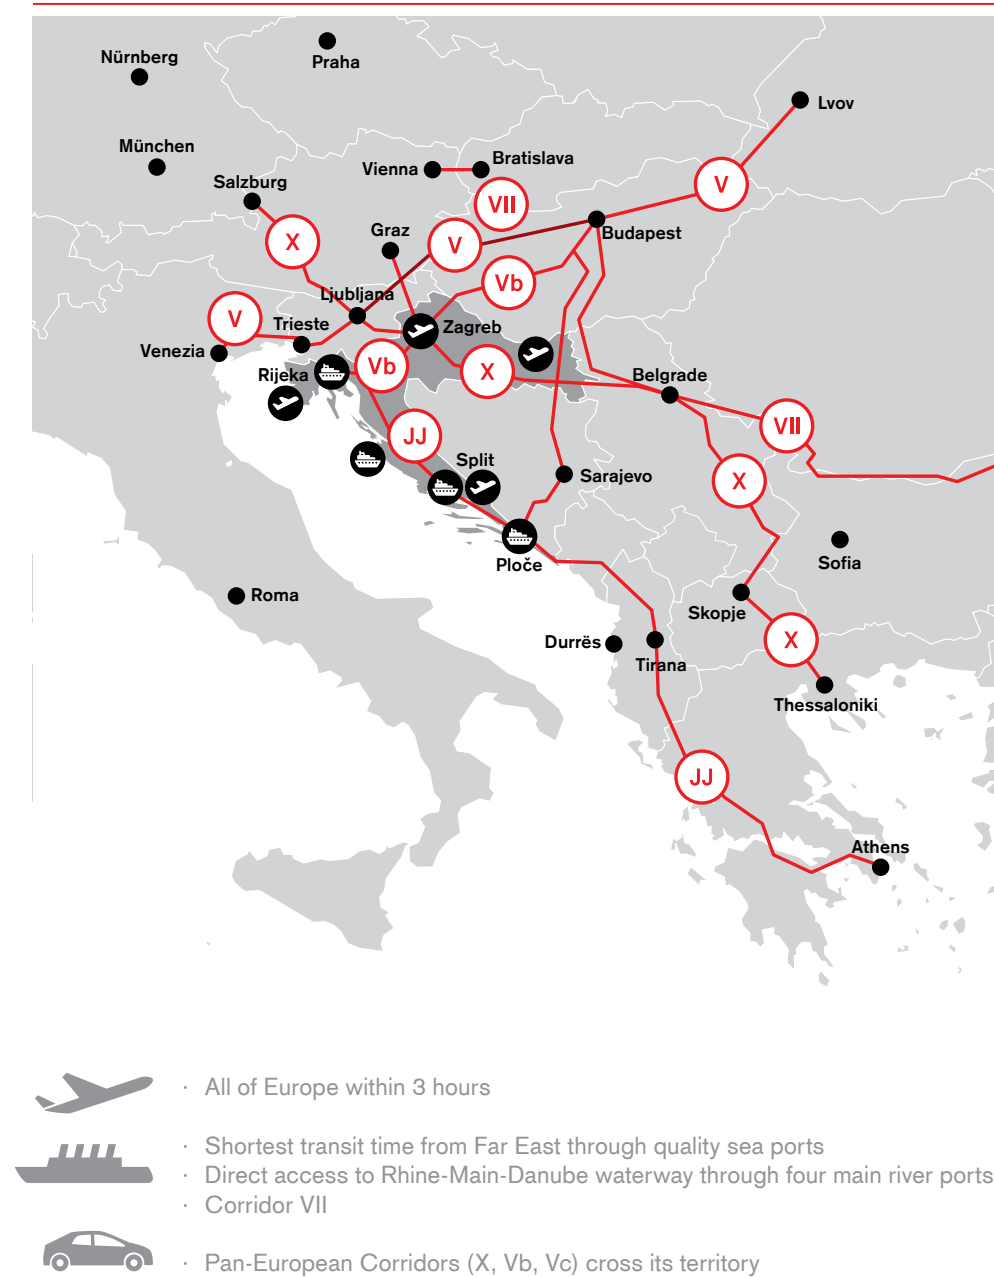 Praha
Nürnberg
Lvov
München
Bratislava
Vienna
Salzburg
V
VII
Graz
Budapest
X
V
Vb
Ljubljana
V
Trieste
Zagreb
Venezia
Vb
Rijeka
X
Belgrade
VII
JJ
Split
Sarajevo
X
Ploče
Sofia
Roma
Skopje
Durrës
X
Tirana
Thessaloniki
JJ
Athens
· All of Europe within 3 hours
· Shortest transit time from Far East through quality sea ports
· Direct access to Rhine-Main-Danube waterway through four main river ports
· Corridor VII
· Pan-European Corridors (X, Vb, Vc) cross its territory